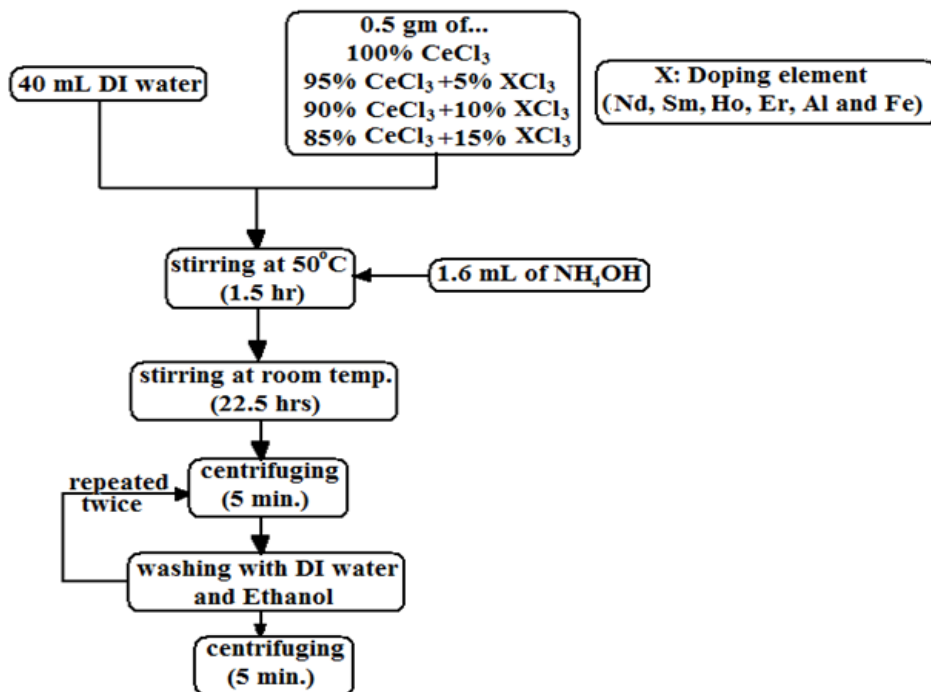 40 mL DI water
0.5 gm of...
100% CeCl₃
95% CeCl₃+5% XCl₃
90% CeCl₃+10% XCl₃
85% CeCl₃+15% XCl₃
X: Doping element
(Nd, Sm, Ho, Er, Al and Fe)
stirring at 50°C
(1.5 hr)
1.6 mL of NH₄OH
stirring at room temp.
(22.5 hrs)
centrifuging
(5 min.)
repeated
twice
washing with DI water
and Ethanol
centrifuging
(5 min.)